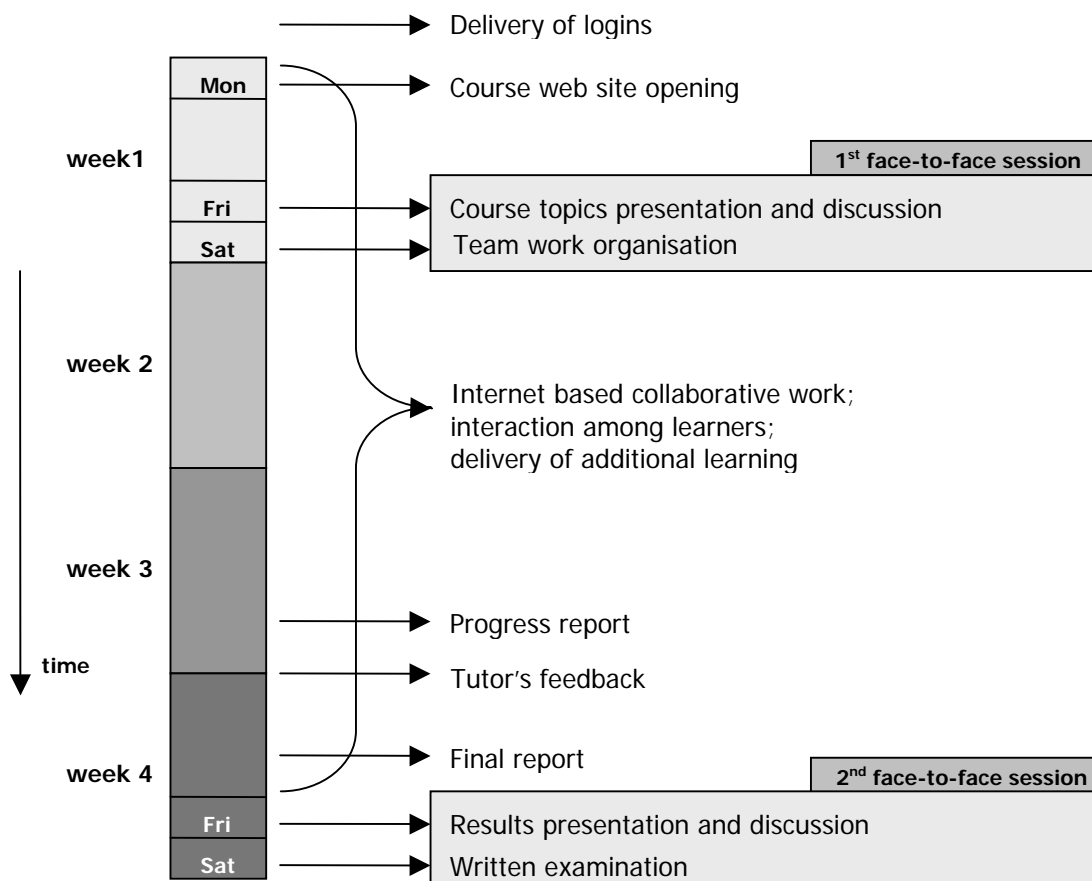 Delivery of logins
Mon
Course web site opening
week1
1st face-to-face session
Fri
Course topics presentation and discussion
Sat
Team work organisation
week 2
Internet based collaborative work;
interaction among learners;
delivery of additional learning
week 3
Progress report
time
Tutor's feedback
Final report
week 4
2nd face-to-face session
Fri
Results presentation and discussion
Sat
Written examination